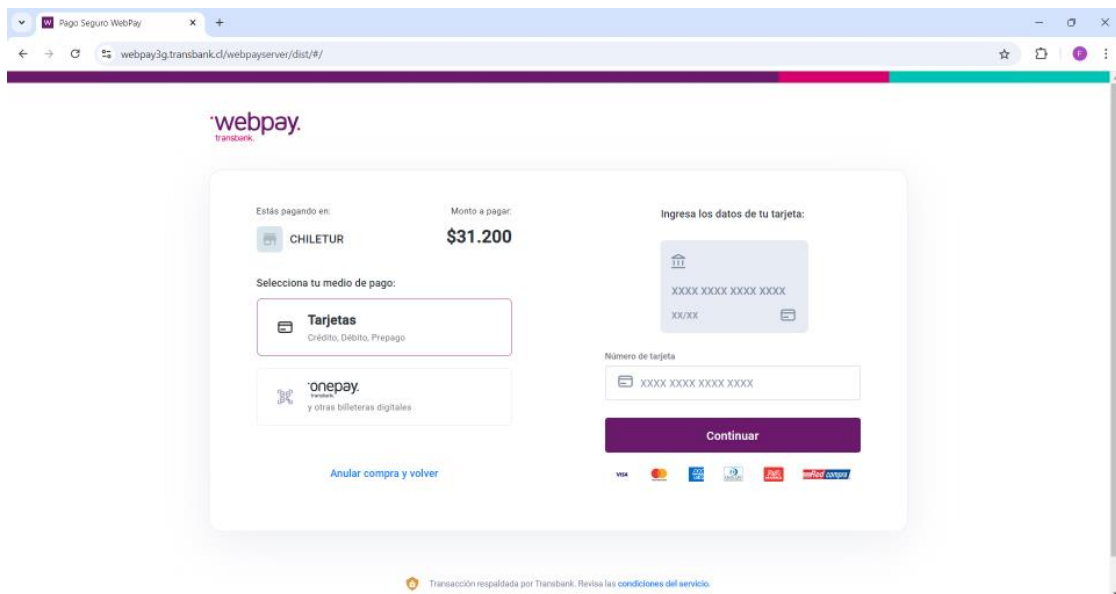 Pago Seguro WebPay
webpay3g.transbank.cl/webpayserver/dist/#/
F
webpay.
transbank.
Estás pagando en:
CHILETUR
Monto a pagar:
$31.200
Selecciona tu medio de pago:
Tarjetas
Crédito, Débito, Prepago
onepay.
transbank.
y otras billeteras digitales
Anular compra y volver
Ingresa los datos de tu tarjeta:
XXXX XXXX XXXX XXXX
XX/XX
Número de tarjeta
XXXX XXXX XXXX XXXX
Continuar
VISA
Red compra
Transacción respaldada por Transbank. Revisa las condiciones del servicio.